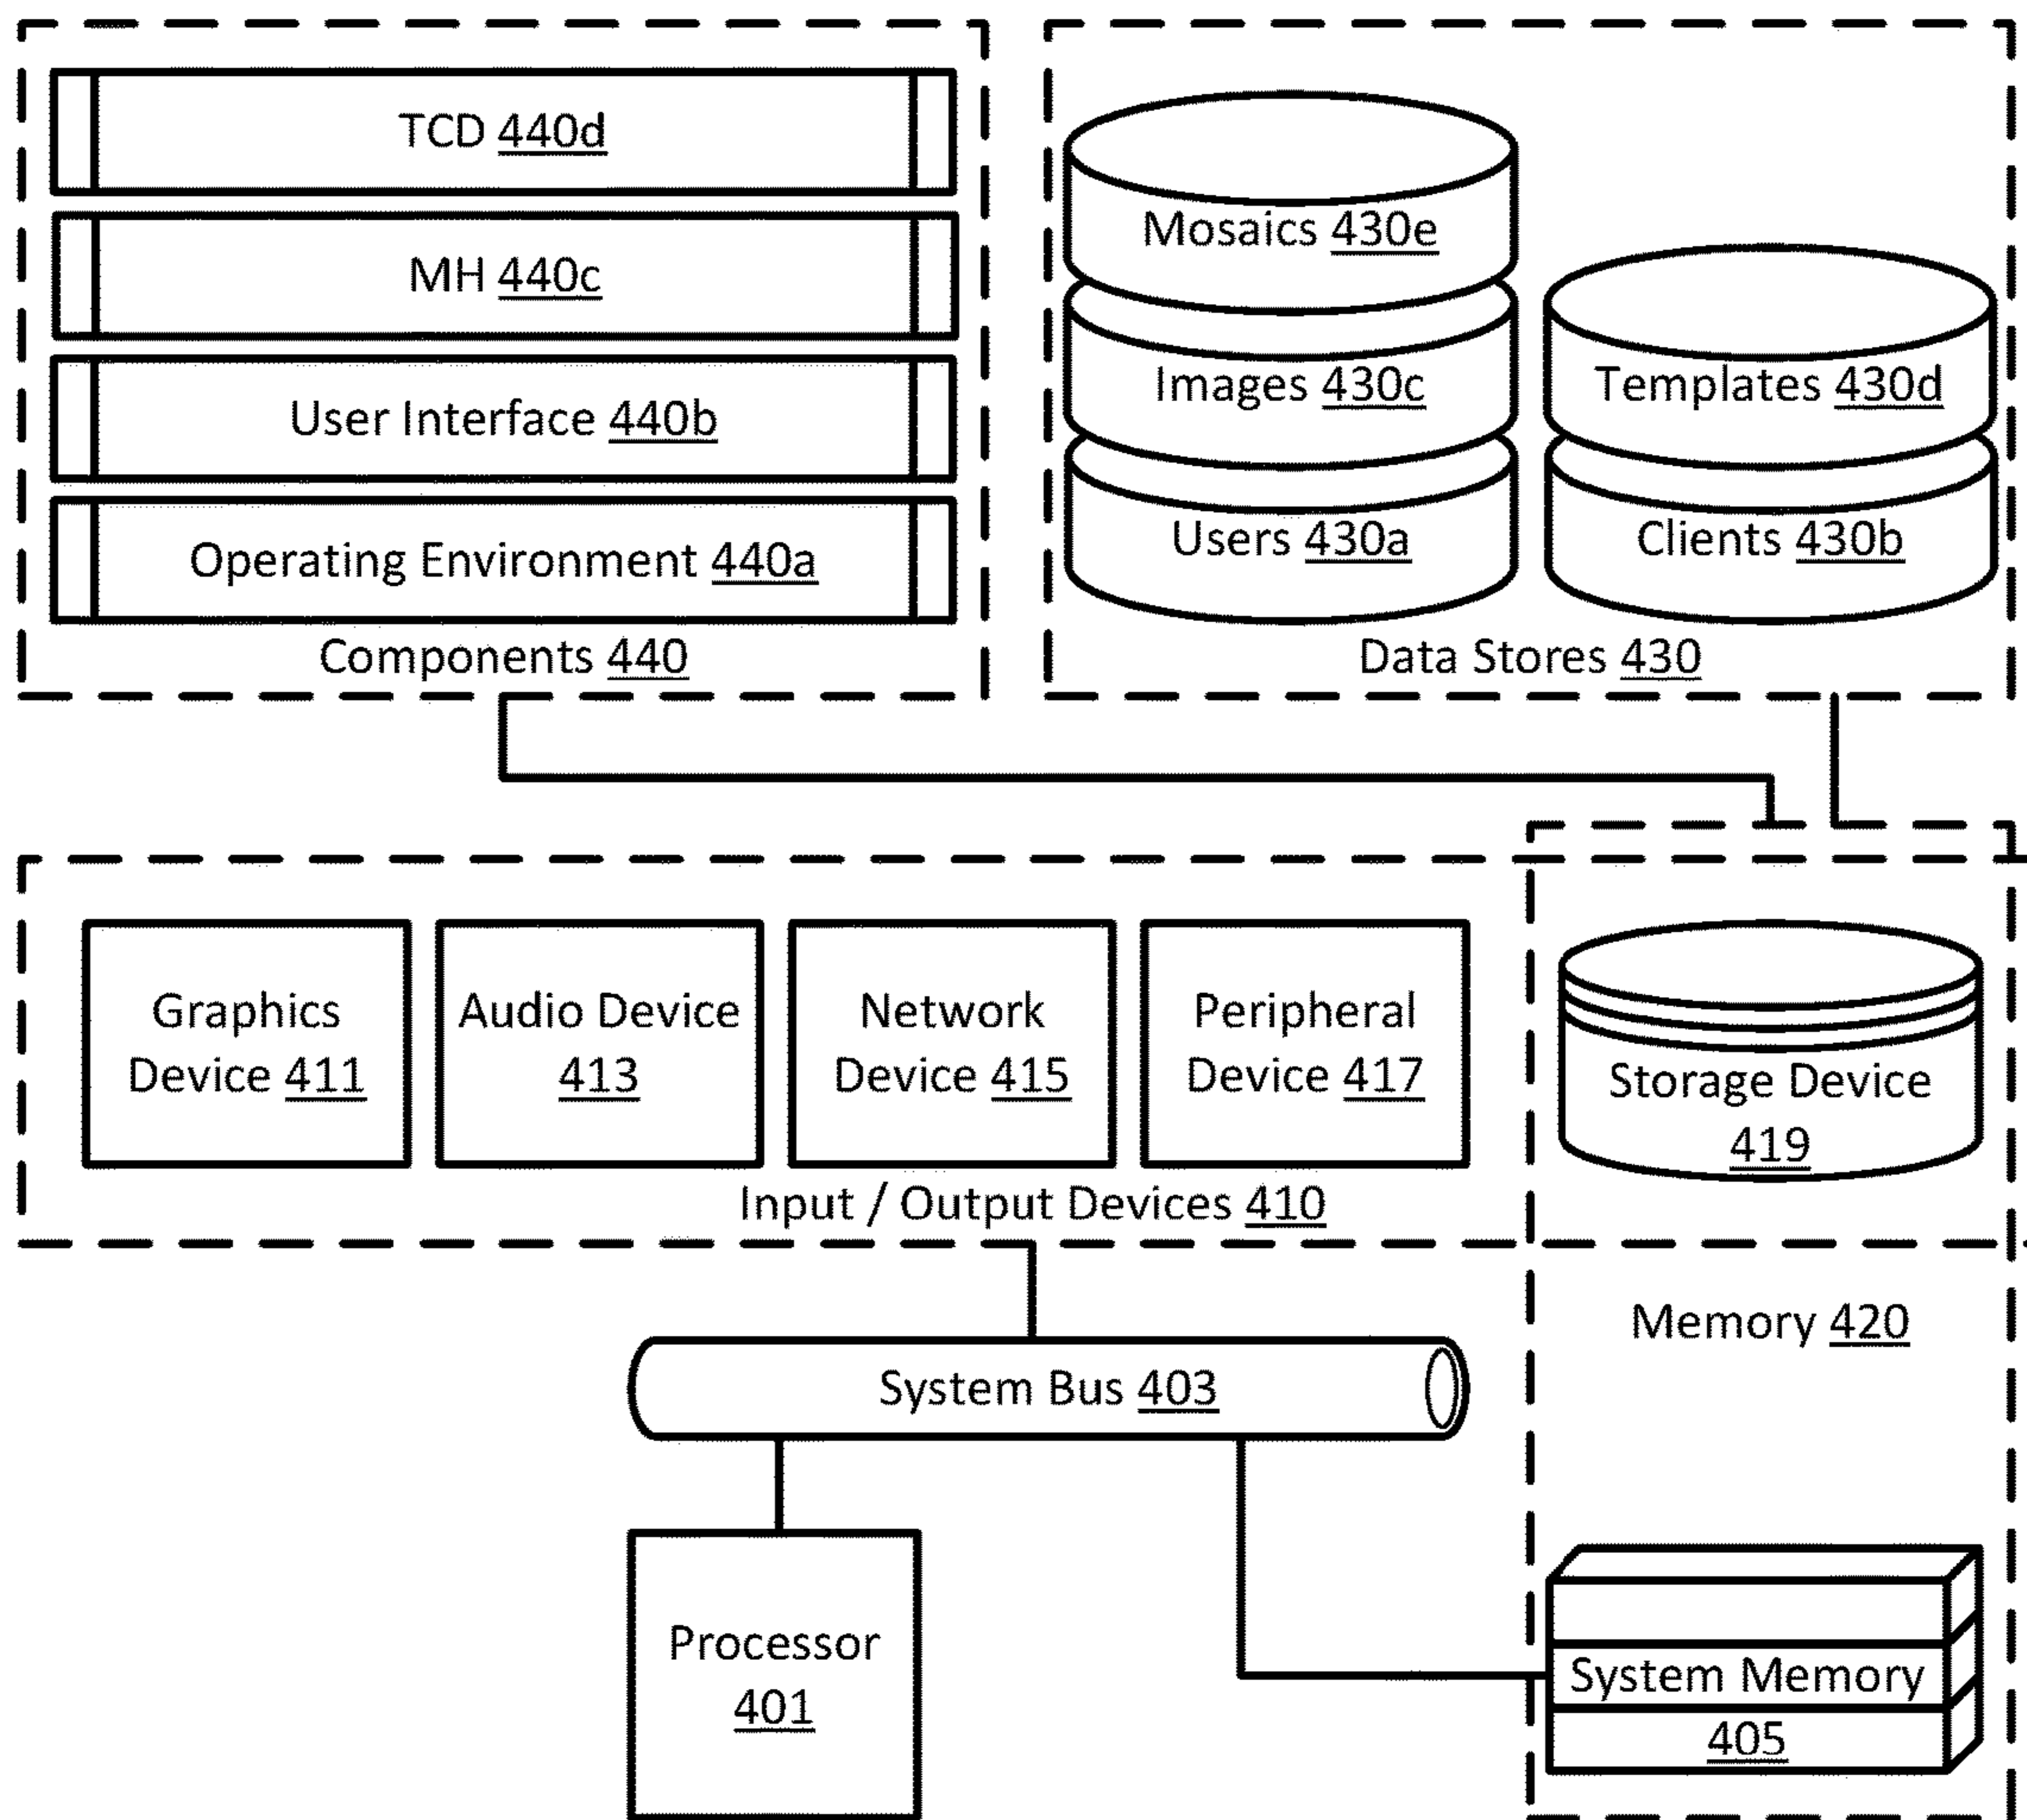 TCD 440d
MH 440c
User Interface 440b
Operating Environment 440a
Components 440
Mosaics 430e
Images 430c
Users 430a
Templates 430d
Clients 430b
Data Stores 430
Graphics
Device 411
Audio Device
413
Network
Device 415
Peripheral
Device 417
Storage Device
419
Input / Output Devices 410
Memory 420
System Bus 403
Processor
401
System Memory
405